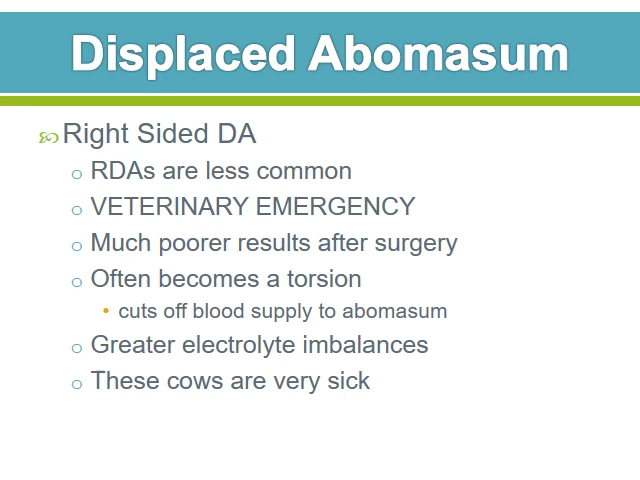 Displaced Abomasum
Right Sided DA
RDAs are less common
VETERINARY EMERGENCY
Much poorer results after surgery
Often becomes a torsion
cuts off blood supply to abomasum
Greater electrolyte imbalances
These cows are very sick